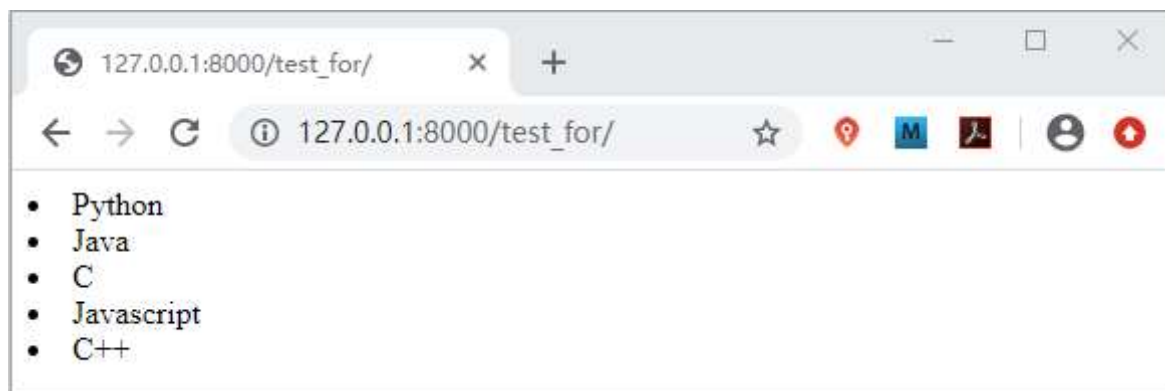 127.0.0.1:8000/test_for/
127.0.0.1:8000/test_for/
M
Python
Java
C
Javascript
C++